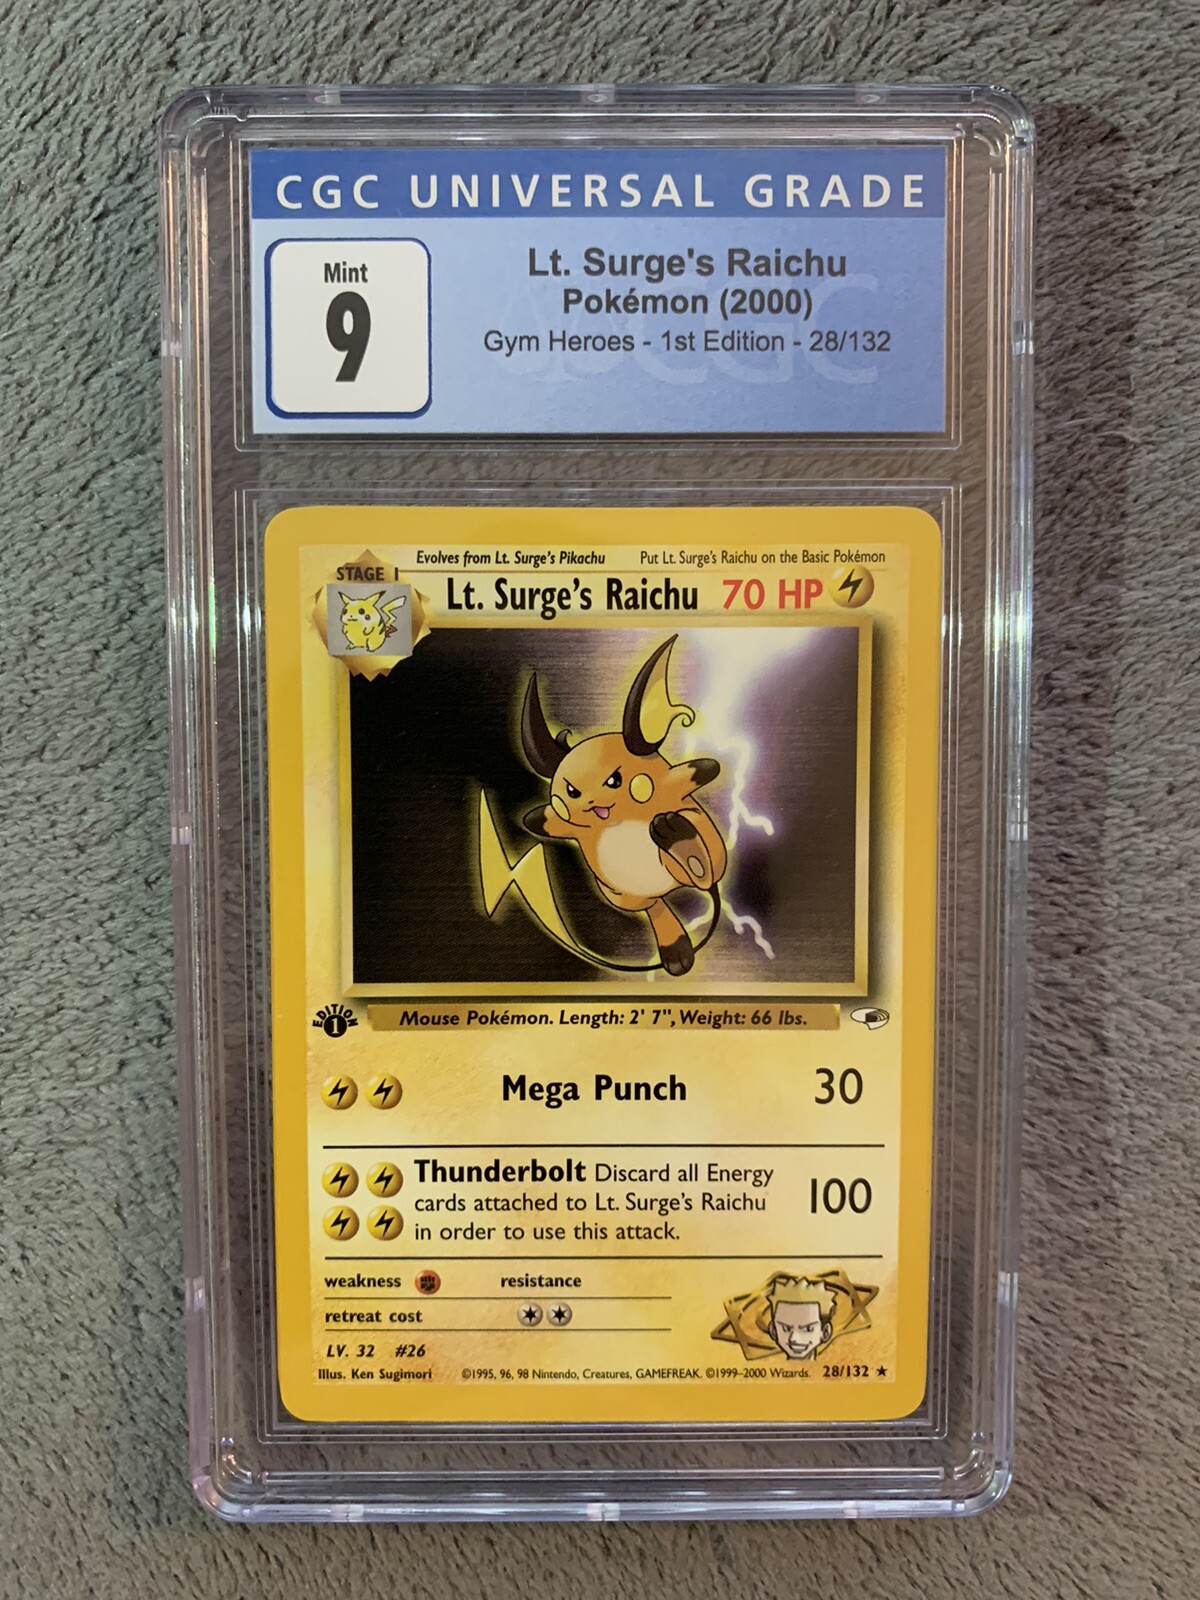 CGC UNIVERSAL GRADE
Mint
9
Lt. Surge's Raichu
Pokémon (2000)
Gym Heroes - 1st Edition - 28/132
CGC
Evolves from Lt. Surge's Pikachu Put Lt. Surge's Raichu on the Basic Pokémon
STAGE 1
Lt. Surge's Raichu 70 HP
EDITION
1
Mouse Pokémon. Length: 2' 7", Weight: 66 lbs.
Mega Punch 30
Thunderbolt Discard all Energy
cards attached to Lt. Surge's Raichu
in order to use this attack.
100
weakness resistance
retreat cost
LV. 32 #26
Illus. Ken Sugimori ©1995, 96, 98 Nintendo, Creatures, GAMEFREAK. ©1999-2000 Wizards. 28/132 ★